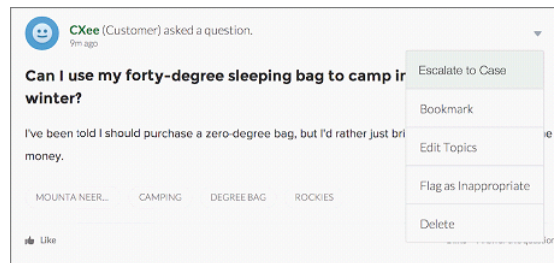 CXee (Customer) asked a question.
9m ago
Can I use my forty-degree sleeping bag to camp in
winter?
I've been told I should purchase a zero-degree bag, but I'd rather just bri
money.
MOUNTA NEER... CAMPING DEGREE BAG ROCKIES
Like
Escalate to Case
Bookmark
Edit Topics
Flag as Inappropriate
Delete